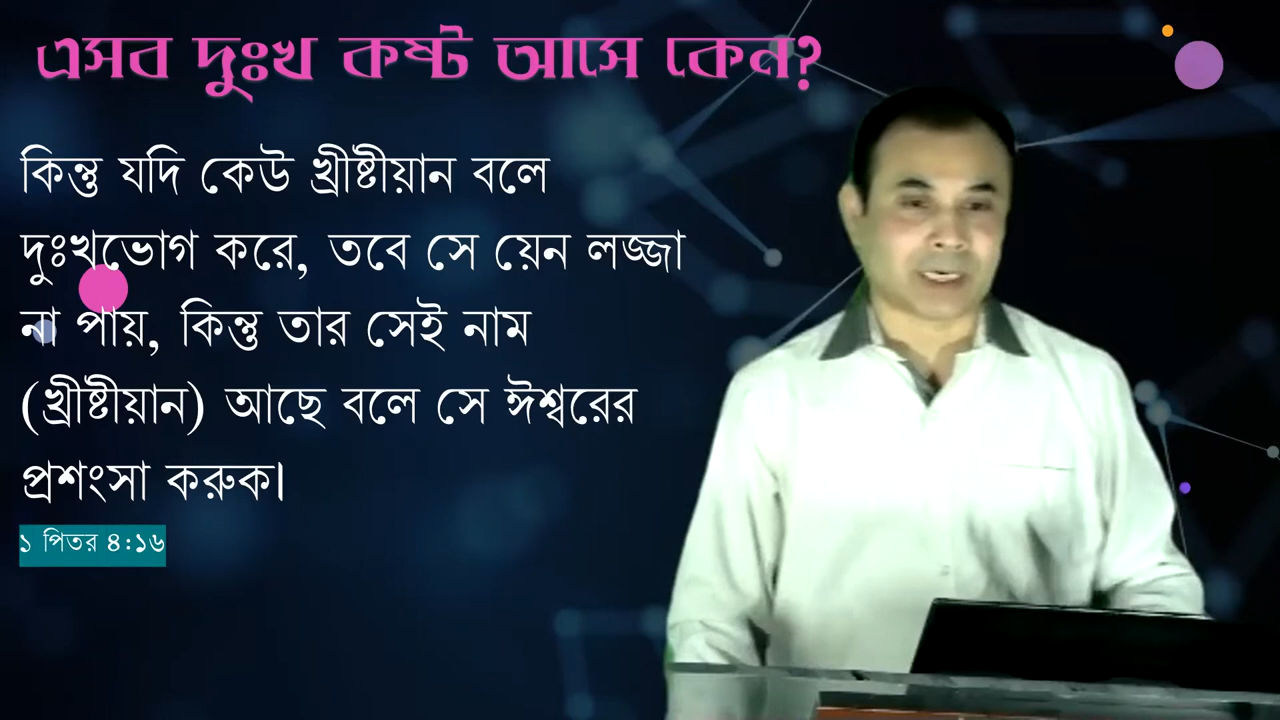 এসব দুঃখ কষ্ট আসে কেন?
কিন্তু যদি কেউ খ্রীষ্টীয়ান বলে
দুঃখভোগ করে, তবে সে যেন লজ্জা
না পায়, কিন্তু তার সেই নাম
(খ্রীষ্টীয়ান) আছে বলে সে ঈশ্বরের
প্রশংসা করুক।
১ পিতর ৪:১৬